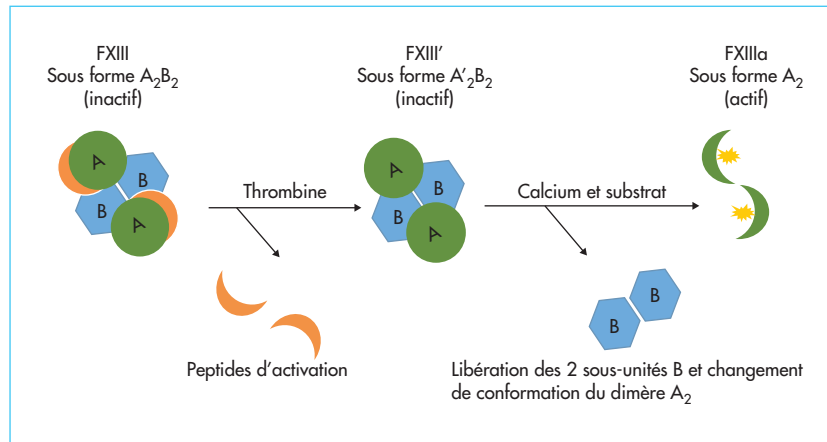 FXIII
Sous forme A₂B₂
(inactif)
FXIII'
Sous forme A'₂B₂
(inactif)
FXIIIa
Sous forme A₂
(actif)
A
B
B
A
Thrombine
A
B
B
A
Calcium et substrat
Peptides d'activation
B
B
Libération des 2 sous-unités B et changement
de conformation du dimère A₂